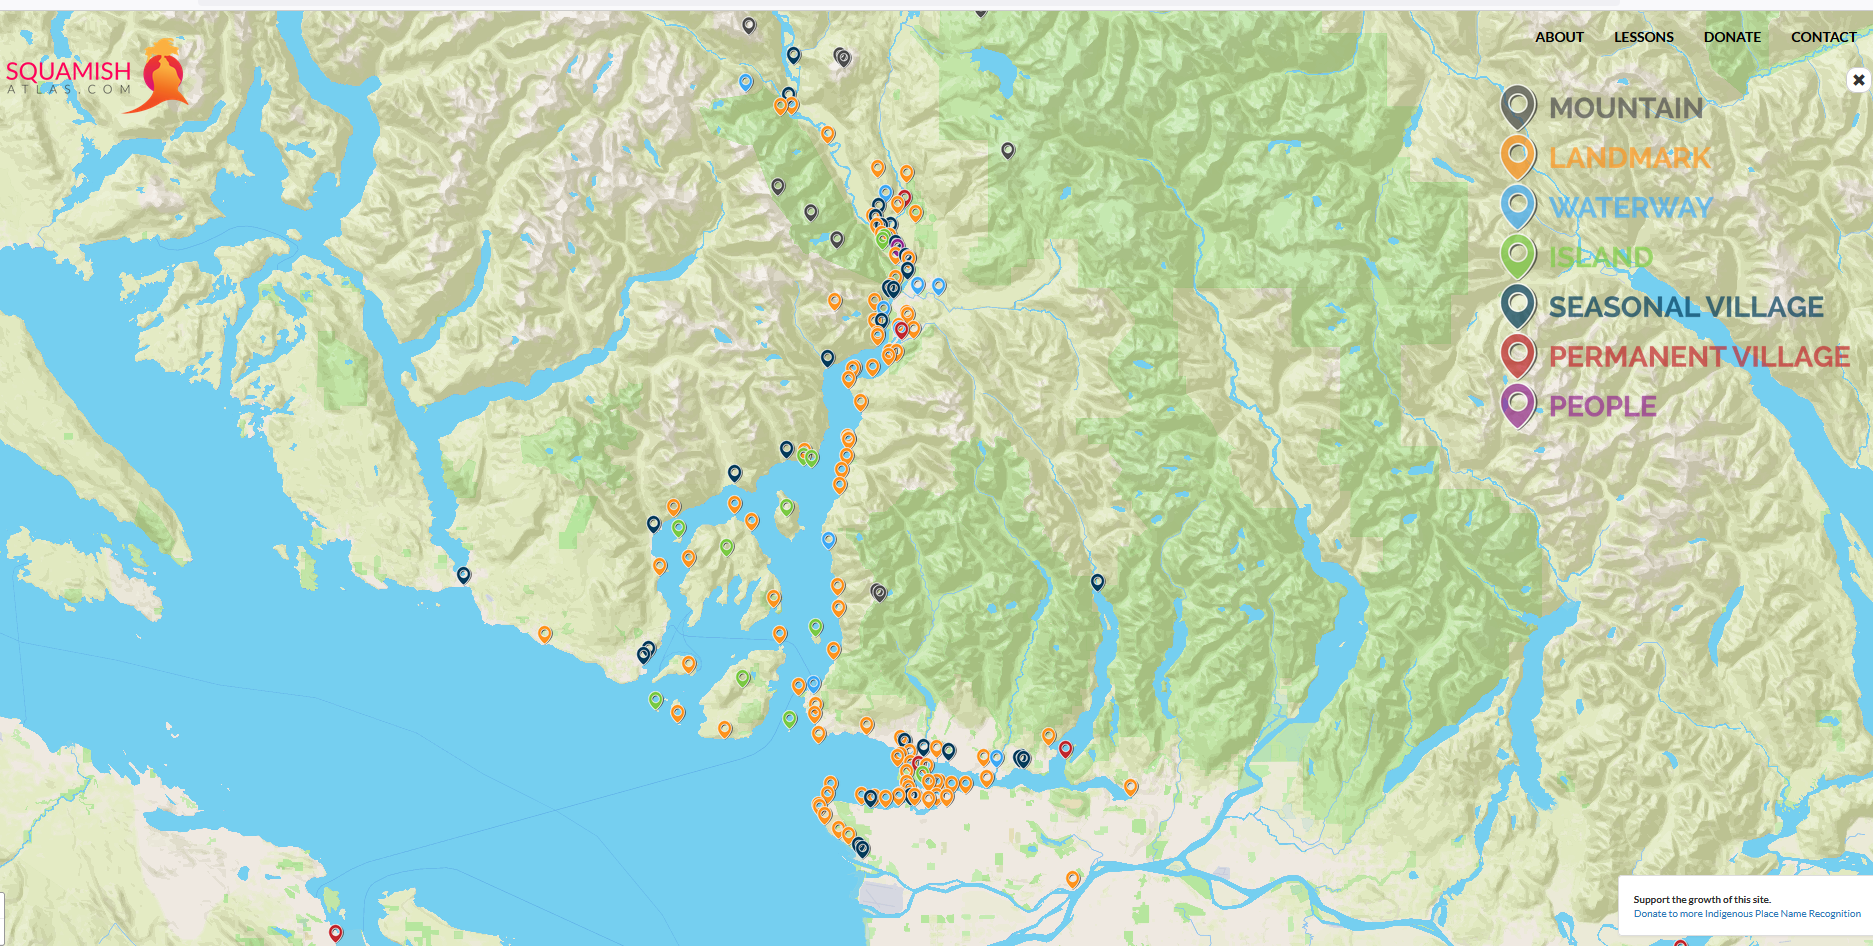 SQUAMISH
ATLAS.COM
ABOUT LESSONS DONATE CONTACT
MOUNTAIN
LANDMARK
WATERWAY
ISLAND
SEASONAL VILLAGE
PERMANENT VILLAGE
PEOPLE
Support the growth of this site.
Donate to more Indigenous Place Name Recognition